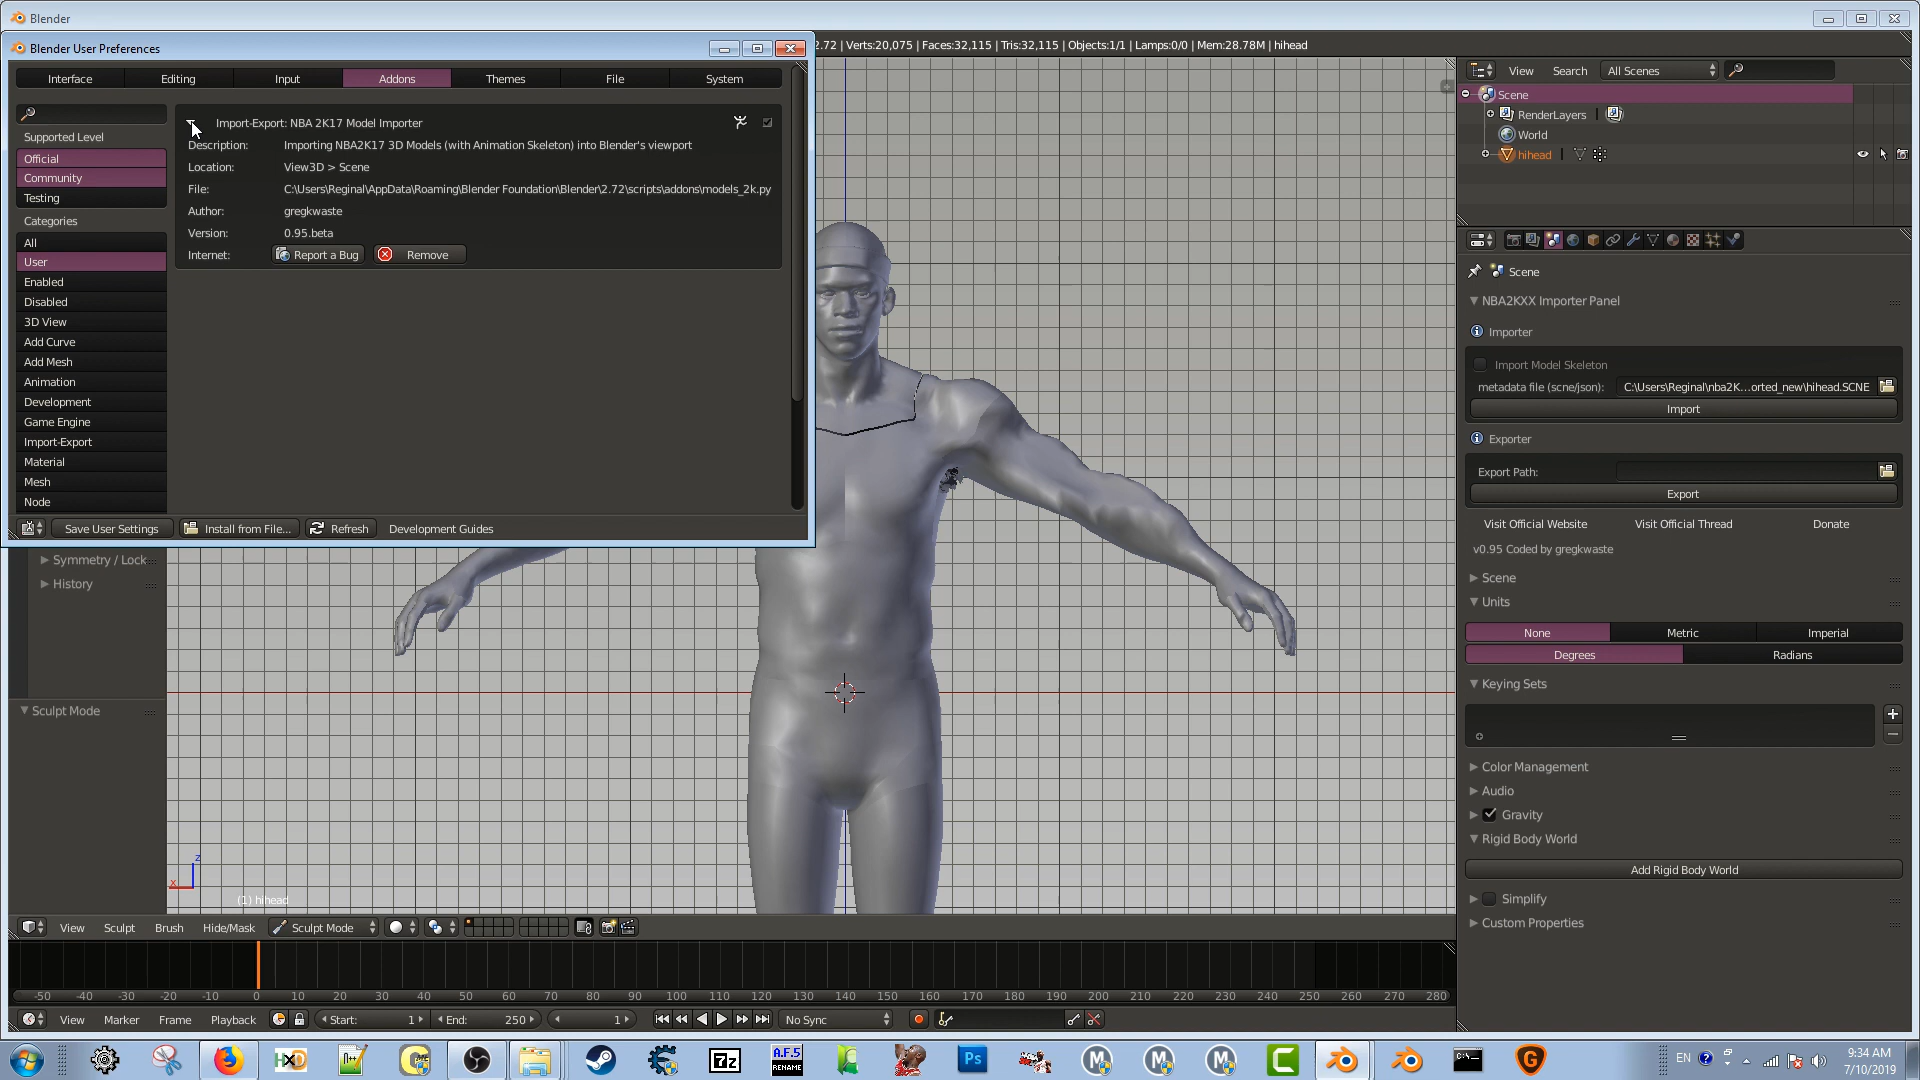 Blender
Blender User Preferences
2.72 | Verts:20,075 | Faces:32,115 | Tris:32,115 | Objects:1/1 | Lamps:0/0 | Mem:28.78M | hihead
Interface Editing Input Addons Themes File System
Supported Level
Official
Community
Testing
Categories
All
User
Enabled
Disabled
3D View
Add Curve
Add Mesh
Animation
Development
Game Engine
Import-Export
Material
Mesh
Node
Import-Export: NBA 2K17 Model Importer
Description: Importing NBA2K17 3D Models (with Animation Skeleton) into Blender's viewport
Location: View3D > Scene
File: C:\Users\Reginal\AppData\Roaming\Blender Foundation\Blender\2.72\scripts\addons\models_2k.py
Author: gregkwaste
Version: 0.95.beta
Internet: Report a Bug Remove
Save User Settings Install from File... Refresh Development Guides
Symmetry / Lock
History
Sculpt Mode
z
x
(1) hihead
View Search All Scenes
Scene
RenderLayers
World
hihead
Scene
NBA2KXX Importer Panel
Importer
Import Model Skeleton
metadata file (scne/json): C:\Users\Reginal\nba2K...orted_new\hihead.SCNE
Import
Exporter
Export Path:
Export
Visit Official Website Visit Official Thread Donate
v0.95 Coded by gregkwaste
Scene
Units
None Metric Imperial
Degrees Radians
Keying Sets
Color Management
Audio
Gravity
Rigid Body World
Add Rigid Body World
Simplify
Custom Properties
View Sculpt Brush Hide/Mask Sculpt Mode
-50 -40 -30 -20 -10 0 10 20 30 40 50 60 70 80 90 100 110 120 130 140 150 160 170 180 190 200 210 220 230 240 250 260 270 280
View Marker Frame Playback Start: 1 End: 250 1 No Sync
HXD 7z A.F.5 RENAME Ps M M M C C:\ G
EN 9:34 AM
7/10/2019